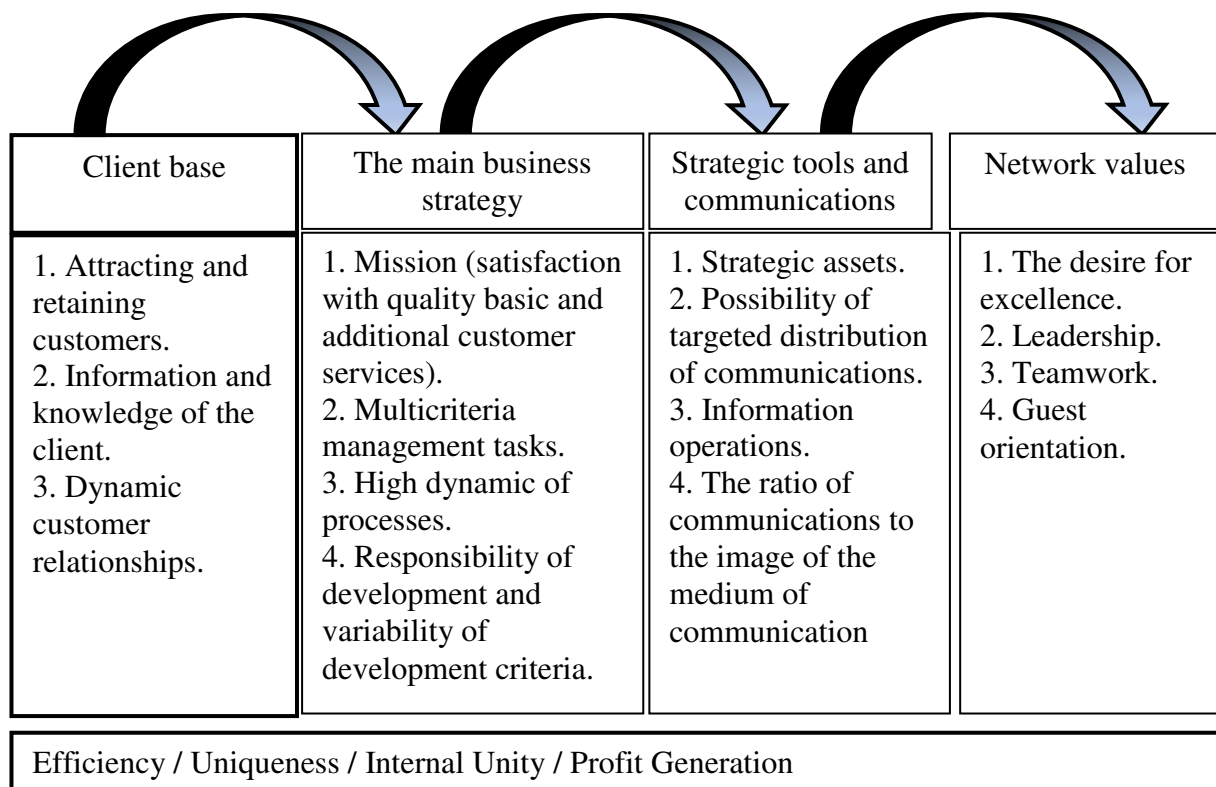 Client base
The main business
strategy
Strategic tools and
communications
Network values
1. Attracting and
retaining
customers.
2. Information and
knowledge of the
client.
3. Dynamic
customer
relationships.
1. Mission (satisfaction
with quality basic and
additional customer
services).
2. Multicriteria
management tasks.
3. High dynamic of
processes.
4. Responsibility of
development and
variability of
development criteria.
1. Strategic assets.
2. Possibility of
targeted distribution
of communications.
3. Information
operations.
4. The ratio of
communications to
the image of the
medium of
communication
1. The desire for
excellence.
2. Leadership.
3. Teamwork.
4. Guest
orientation.
Efficiency / Uniqueness / Internal Unity / Profit Generation